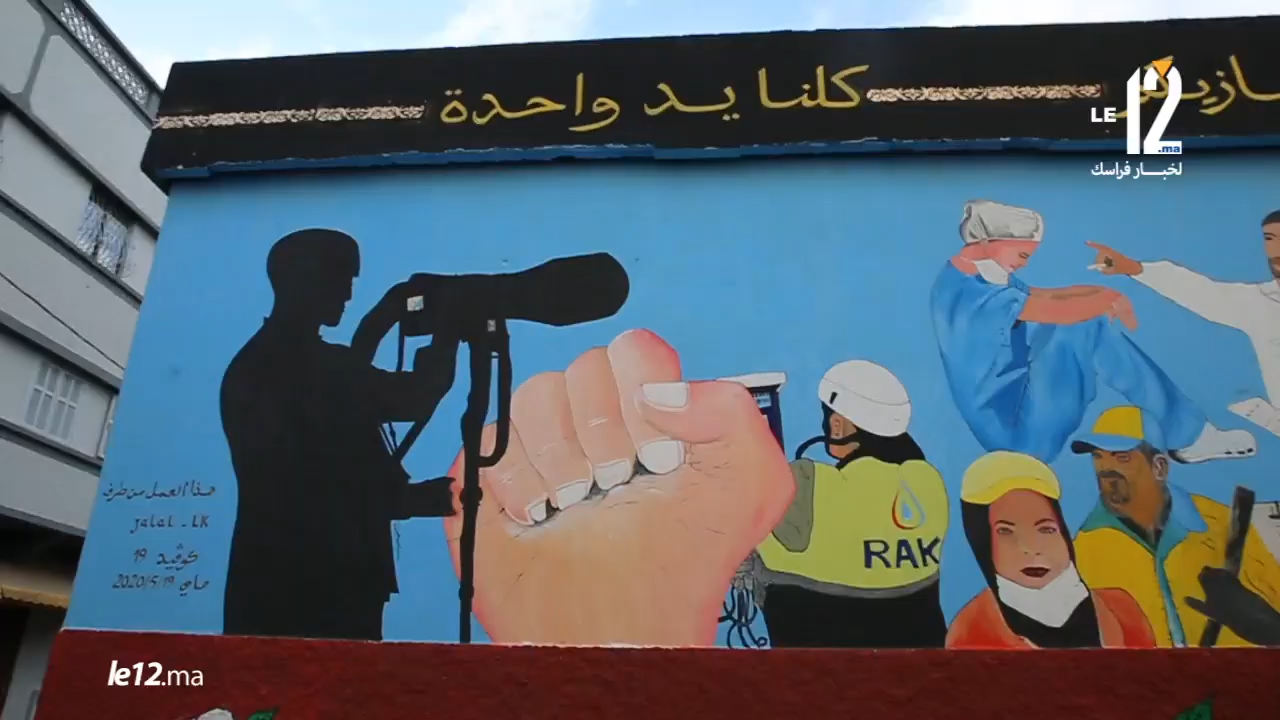 كلنا يد واحدة
LE 12 .ma
لخبار فراسك
هذا العمل من طرف
jalal - LK
كوفيد 19
ماي 2020/5/19
RAK
le12.ma